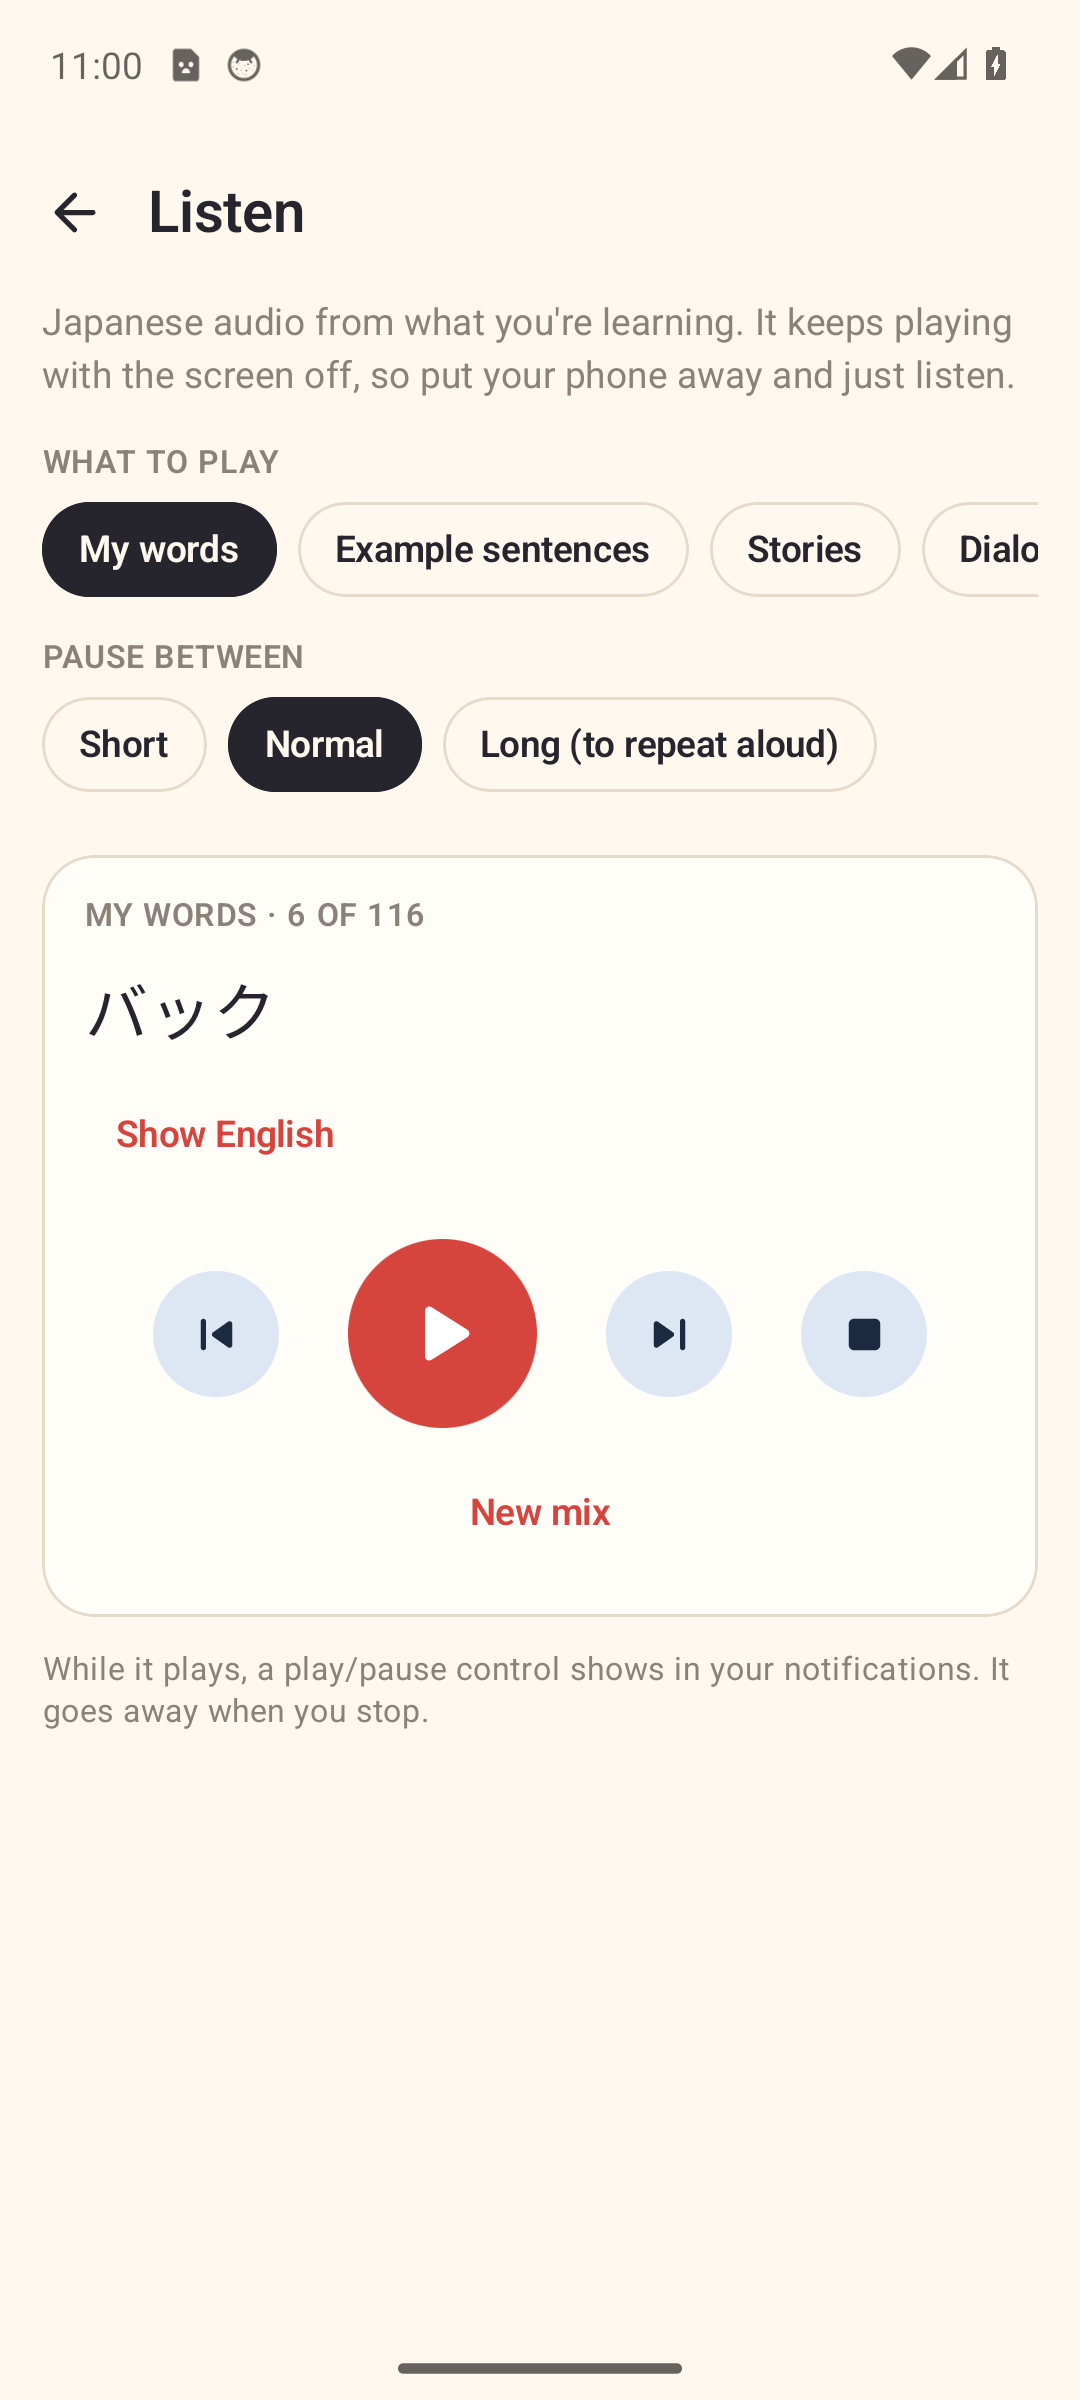 11:00
Listen
Japanese audio from what you're learning. It keeps playing
with the screen off, so put your phone away and just listen.
WHAT TO PLAY
My words
Example sentences
Stories
Dialo
PAUSE BETWEEN
Short
Normal
Long (to repeat aloud)
MY WORDS · 6 OF 116
バック
Show English
New mix
While it plays, a play/pause control shows in your notifications. It
goes away when you stop.